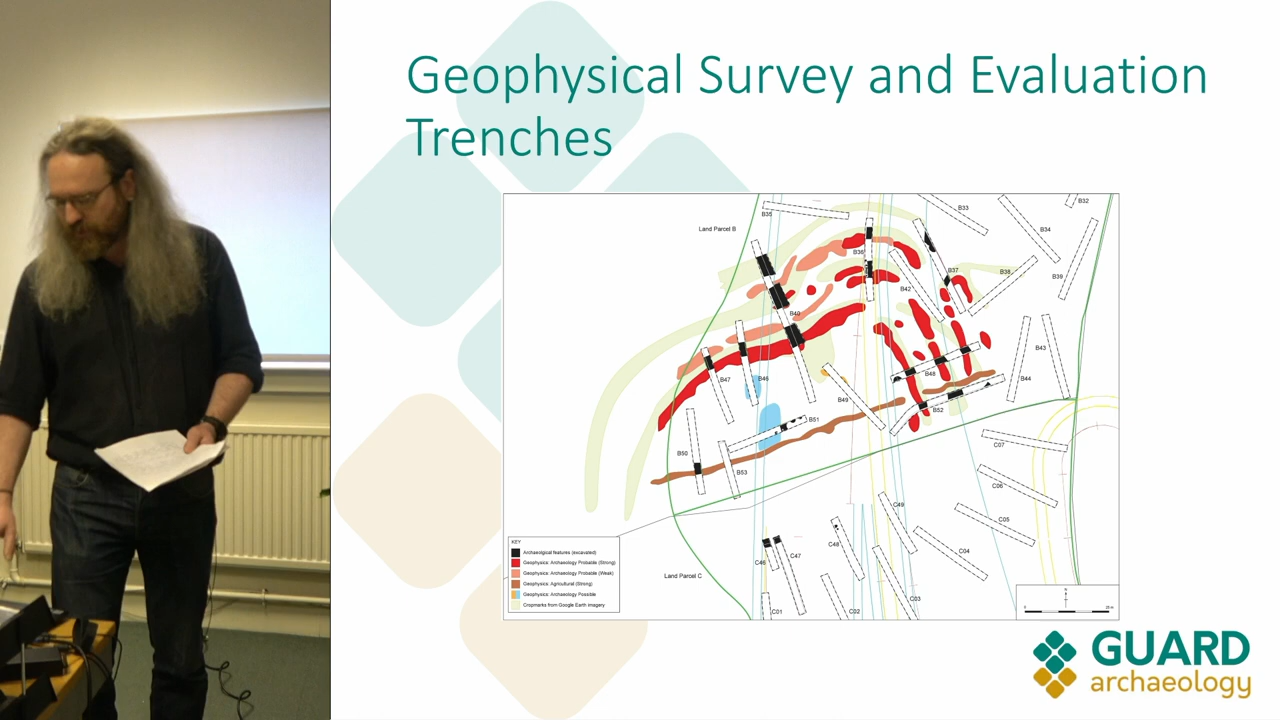 Geophysical Survey and Evaluation
Trenches
B35
B33
B32
Land Parcel B
B34
B36
B37
B38
B39
B42
B40
B43
B47
B46
B48
B44
B49
B52
B51
B50
B53
C07
C06
C49
C05
C48
C04
C46
C47
Land Parcel C
C03
C01
C02
KEY
Archaeological features (excavated)
Geophysics: Archaeology Probable (Strong)
Geophysics: Archaeology Probable (Weak)
Geophysics: Agricultural (Strong)
Geophysics: Archaeology Possible
Cropmarks from Google Earth imagery
N
0
GUARD
archaeology